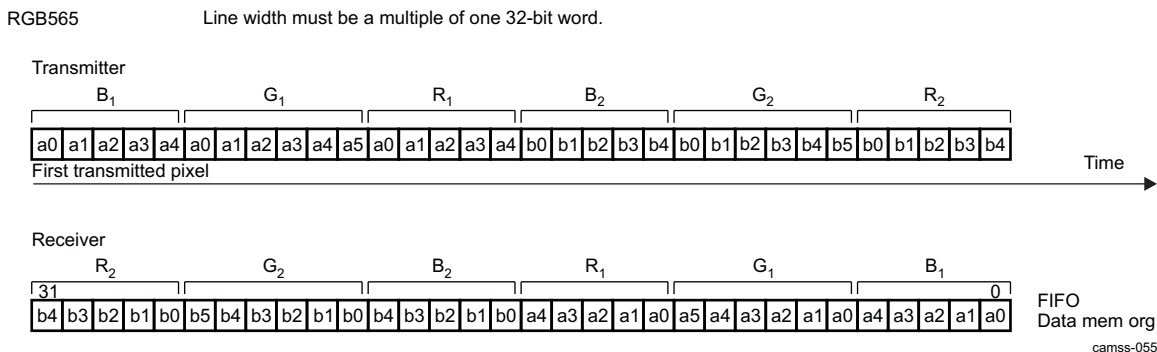 RGB565 Line width must be a multiple of one 32-bit word.
Transmitter
B1 G1 R1 B2 G2 R2
a0 a1 a2 a3 a4 a0 a1 a2 a3 a4 a5 a0 a1 a2 a3 a4 b0 b1 b2 b3 b4 b0 b1 b2 b3 b4 b5 b0 b1 b2 b3 b4
First transmitted pixel Time
Receiver
R2 G2 B2 R1 G1 B1
31 0
b4 b3 b2 b1 b0 b5 b4 b3 b2 b1 b0 b4 b3 b2 b1 b0 a4 a3 a2 a1 a0 a5 a4 a3 a2 a1 a0 a4 a3 a2 a1 a0
FIFO
Data mem org
camss-055